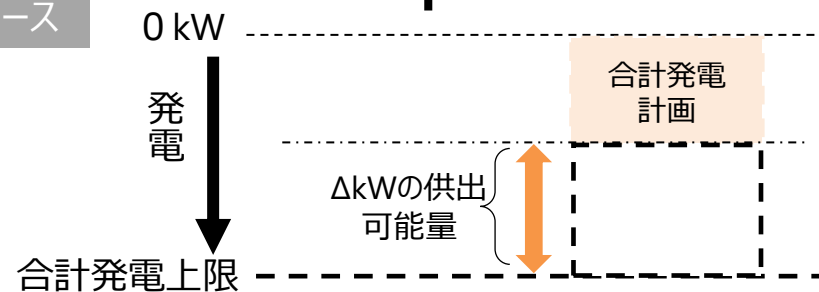 ース
0 kW
合計発電
計画
発
電
ΔkWの供出
可能量
合計発電上限